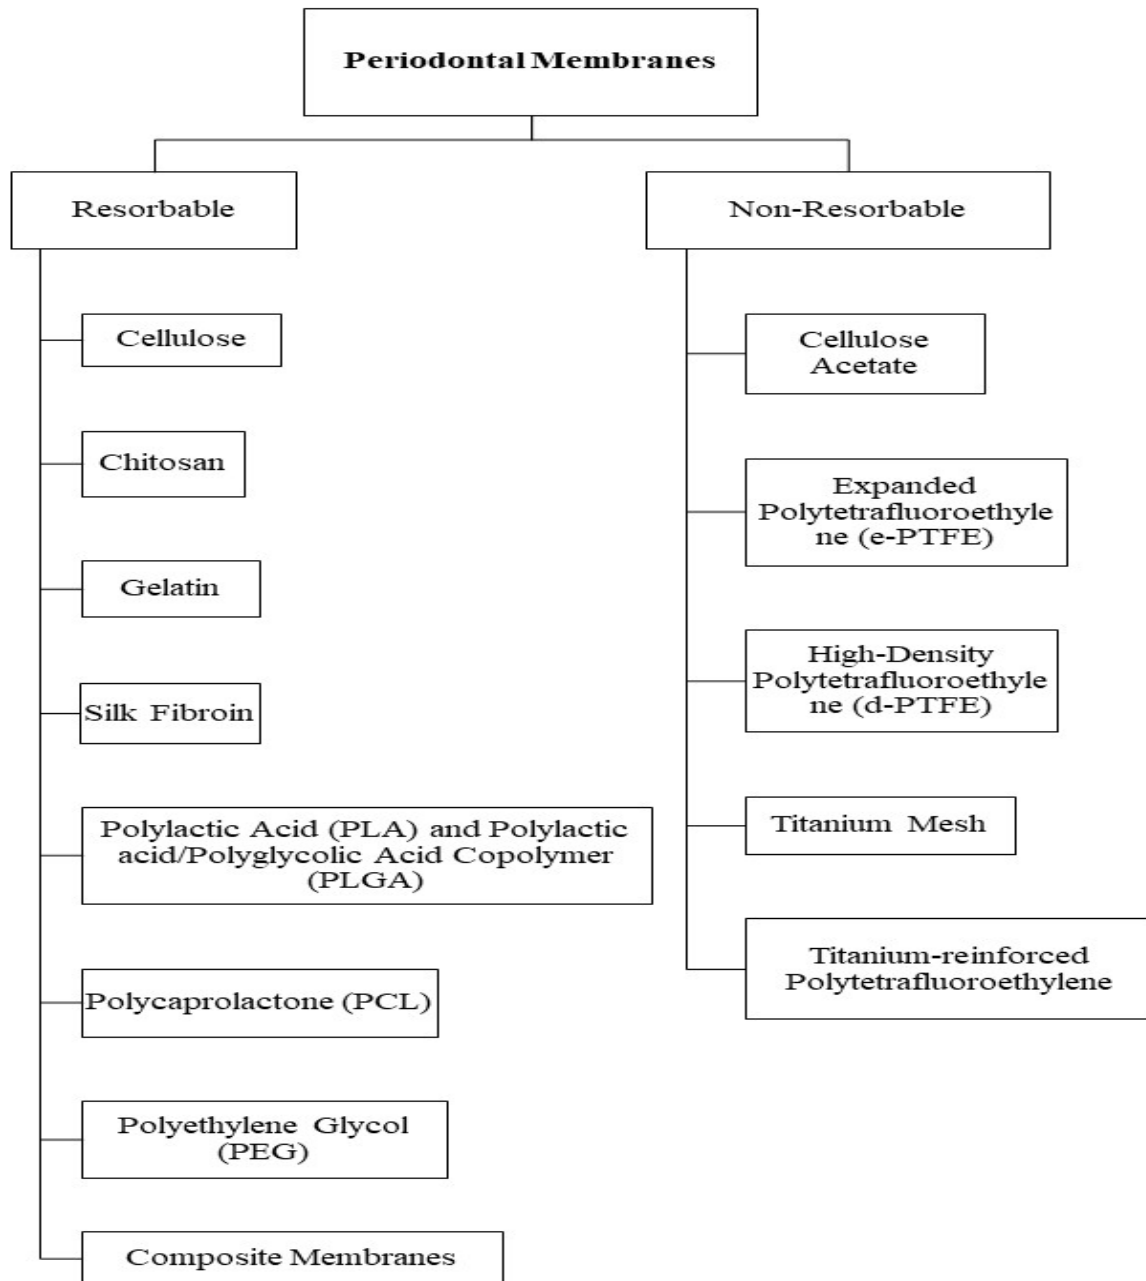 Periodontal Membranes
Resorbable
Non-Resorbable
Cellulose
Chitosan
Gelatin
Silk Fibroin
Polylactic Acid (PLA) and Polylactic
acid/Polyglycolic Acid Copolymer
(PLGA)
Polycaprolactone (PCL)
Polyethylene Glycol
(PEG)
Composite Membranes
Cellulose
Acetate
Expanded
Polytetrafluoroethyle
ne (e-PTFE)
High-Density
Polytetrafluoroethyle
ne (d-PTFE)
Titanium Mesh
Titanium-reinforced
Polytetrafluoroethylene